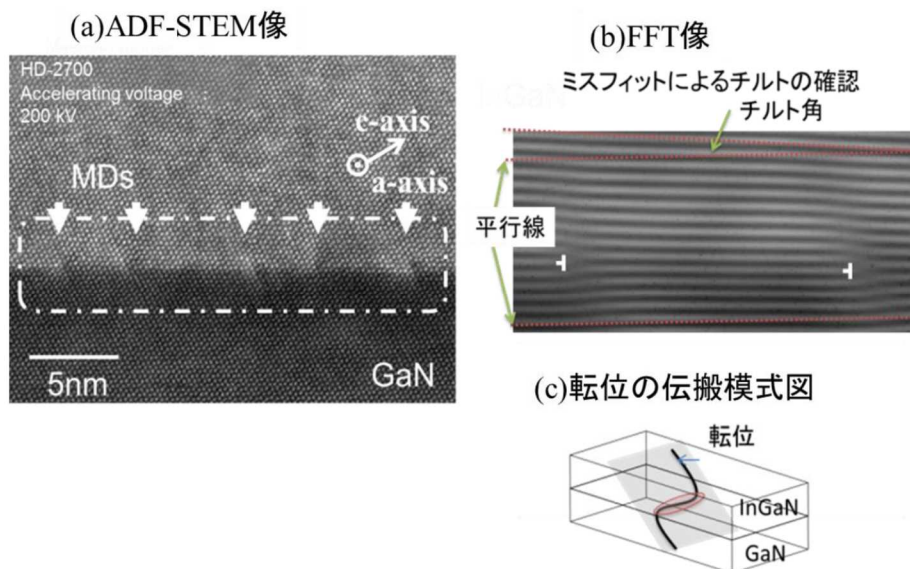 (a)ADF-STEM像
HD-2700
Accelerating voltage
200 kV
c-axis
a-axis
MDs
5nm
GaN
(b)FFT像
ミスフィットによるチルトの確認
チルト角
平行線
(c)転位の伝搬模式図
転位
InGaN
GaN